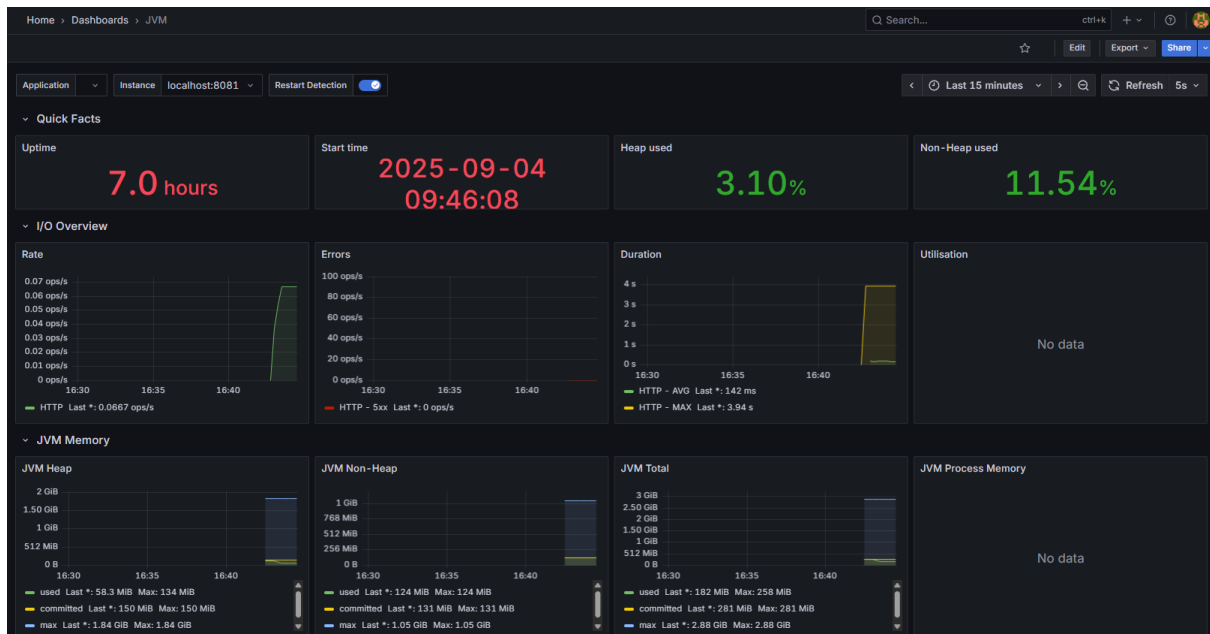 Home › Dashboards › JVM
Search... ctrl+k
Edit Export Share
Application Instance localhost:8081 Restart Detection Last 15 minutes Refresh 5s
Quick Facts
Uptime
7.0 hours
Start time
2025-09-04
09:46:08
Heap used
3.10%
Non-Heap used
11.54%
I/O Overview
Rate
0.07 ops/s
0.06 ops/s
0.05 ops/s
0.04 ops/s
0.03 ops/s
0.02 ops/s
0.01 ops/s
0 ops/s
16:30 16:35 16:40
HTTP Last *: 0.0667 ops/s
Errors
100 ops/s
80 ops/s
60 ops/s
40 ops/s
20 ops/s
0 ops/s
16:30 16:35 16:40
HTTP - 5xx Last *: 0 ops/s
Duration
4 s
3 s
2 s
1 s
0 s
16:30 16:35 16:40
HTTP - AVG Last *: 142 ms
HTTP - MAX Last *: 3.94 s
Utilisation
No data
JVM Memory
JVM Heap
2 GiB
1.50 GiB
1 GiB
512 MiB
0 B
16:30 16:35 16:40
used Last *: 58.3 MiB Max: 134 MiB
committed Last *: 150 MiB Max: 150 MiB
max Last *: 1.84 GiB Max: 1.84 GiB
JVM Non-Heap
1 GiB
768 MiB
512 MiB
256 MiB
0 B
16:30 16:35 16:40
used Last *: 124 MiB Max: 124 MiB
committed Last *: 131 MiB Max: 131 MiB
max Last *: 1.05 GiB Max: 1.05 GiB
JVM Total
3 GiB
2.50 GiB
2 GiB
1.50 GiB
1 GiB
512 MiB
0 B
16:30 16:35 16:40
used Last *: 182 MiB Max: 258 MiB
committed Last *: 281 MiB Max: 281 MiB
max Last *: 2.88 GiB Max: 2.88 GiB
JVM Process Memory
No data